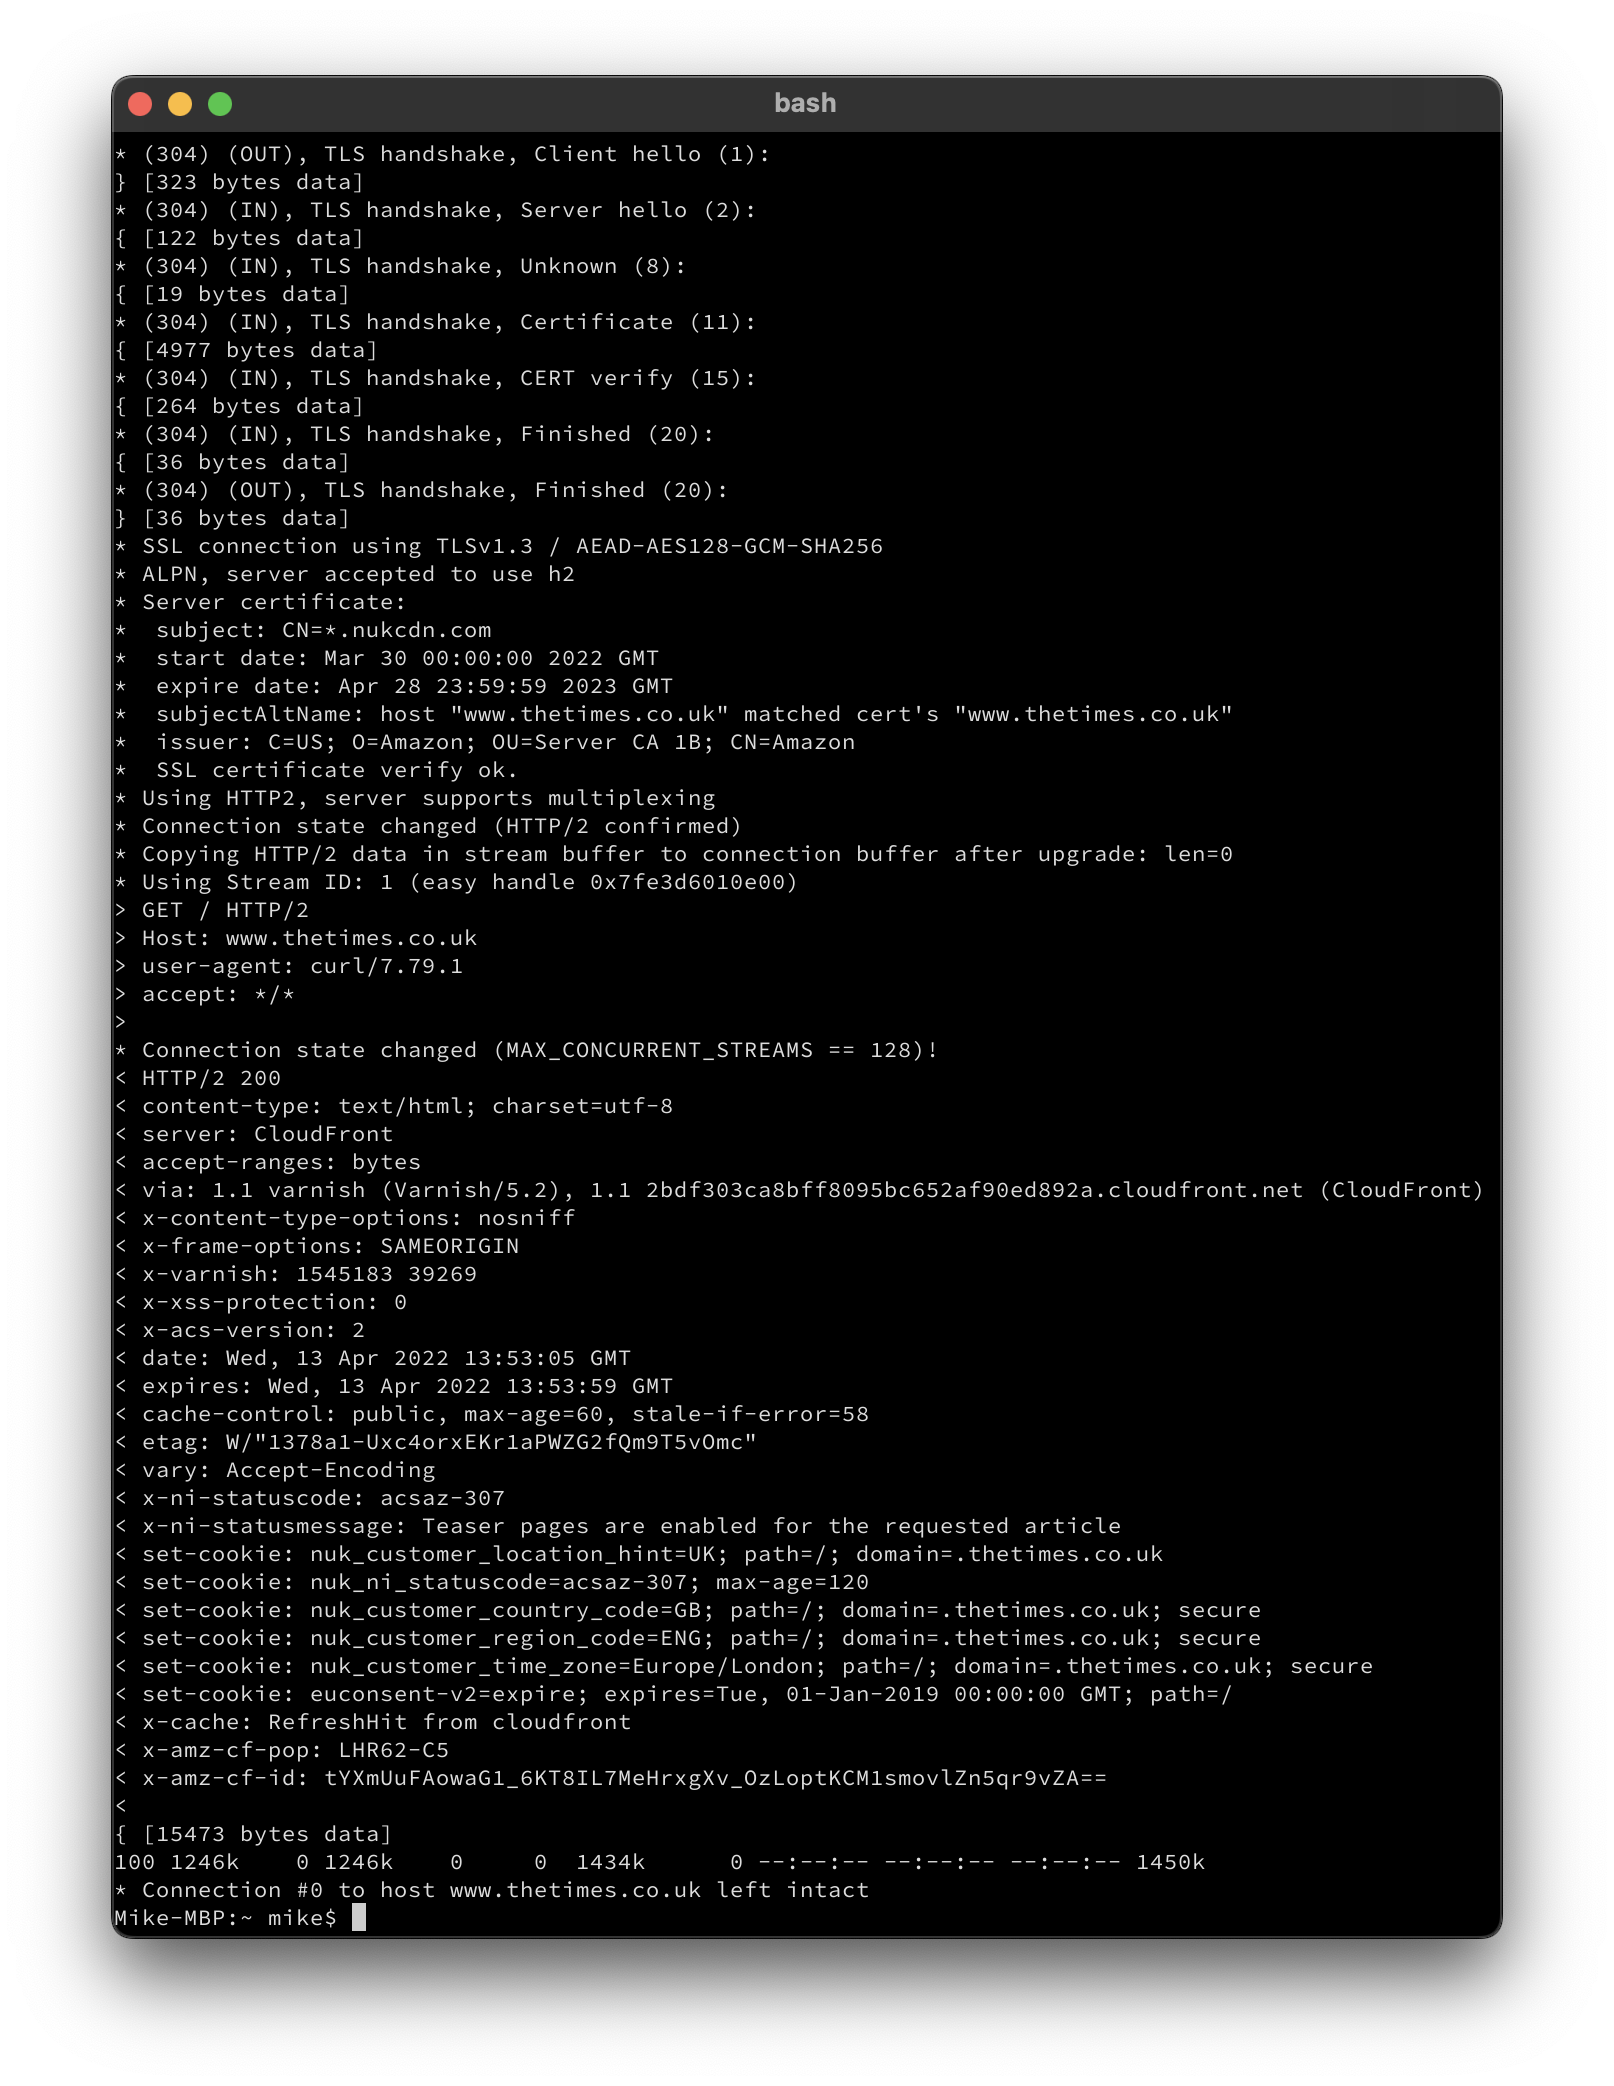 bash
* (304) (OUT), TLS handshake, Client hello (1):
} [323 bytes data]
* (304) (IN), TLS handshake, Server hello (2):
{ [122 bytes data]
* (304) (IN), TLS handshake, Unknown (8):
{ [19 bytes data]
* (304) (IN), TLS handshake, Certificate (11):
{ [4977 bytes data]
* (304) (IN), TLS handshake, CERT verify (15):
{ [264 bytes data]
* (304) (IN), TLS handshake, Finished (20):
{ [36 bytes data]
* (304) (OUT), TLS handshake, Finished (20):
} [36 bytes data]
* SSL connection using TLSv1.3 / AEAD-AES128-GCM-SHA256
* ALPN, server accepted to use h2
* Server certificate:
*  subject: CN=*.nukcdn.com
*  start date: Mar 30 00:00:00 2022 GMT
*  expire date: Apr 28 23:59:59 2023 GMT
*  subjectAltName: host "www.thetimes.co.uk" matched cert's "www.thetimes.co.uk"
*  issuer: C=US; O=Amazon; OU=Server CA 1B; CN=Amazon
*  SSL certificate verify ok.
* Using HTTP2, server supports multiplexing
* Connection state changed (HTTP/2 confirmed)
* Copying HTTP/2 data in stream buffer to connection buffer after upgrade: len=0
* Using Stream ID: 1 (easy handle 0x7fe3d6010e00)
> GET / HTTP/2
> Host: www.thetimes.co.uk
> user-agent: curl/7.79.1
> accept: */*
>
* Connection state changed (MAX_CONCURRENT_STREAMS == 128)!
< HTTP/2 200
< content-type: text/html; charset=utf-8
< server: CloudFront
< accept-ranges: bytes
< via: 1.1 varnish (Varnish/5.2), 1.1 2bdf303ca8bff8095bc652af90ed892a.cloudfront.net (CloudFront)
< x-content-type-options: nosniff
< x-frame-options: SAMEORIGIN
< x-varnish: 1545183 39269
< x-xss-protection: 0
< x-acs-version: 2
< date: Wed, 13 Apr 2022 13:53:05 GMT
< expires: Wed, 13 Apr 2022 13:53:59 GMT
< cache-control: public, max-age=60, stale-if-error=58
< etag: W/"1378a1-Uxc4orxEKr1aPWZG2fQm9T5vOmc"
< vary: Accept-Encoding
< x-ni-statuscode: acsaz-307
< x-ni-statusmessage: Teaser pages are enabled for the requested article
< set-cookie: nuk_customer_location_hint=UK; path=/; domain=.thetimes.co.uk
< set-cookie: nuk_ni_statuscode=acsaz-307; max-age=120
< set-cookie: nuk_customer_country_code=GB; path=/; domain=.thetimes.co.uk; secure
< set-cookie: nuk_customer_region_code=ENG; path=/; domain=.thetimes.co.uk; secure
< set-cookie: nuk_customer_time_zone=Europe/London; path=/; domain=.thetimes.co.uk; secure
< set-cookie: euconsent-v2=expire; expires=Tue, 01-Jan-2019 00:00:00 GMT; path=/
< x-cache: RefreshHit from cloudfront
< x-amz-cf-pop: LHR62-C5
< x-amz-cf-id: tYXmUuFAowaG1_6KT8IL7MeHrxgXv_OzLoptKCM1smovlZn5qr9vZA==
<
{ [15473 bytes data]
100 1246k    0 1246k    0     0  1434k      0 --:--:-- --:--:-- --:--:-- 1450k
* Connection #0 to host www.thetimes.co.uk left intact
Mike-MBP:~ mike$